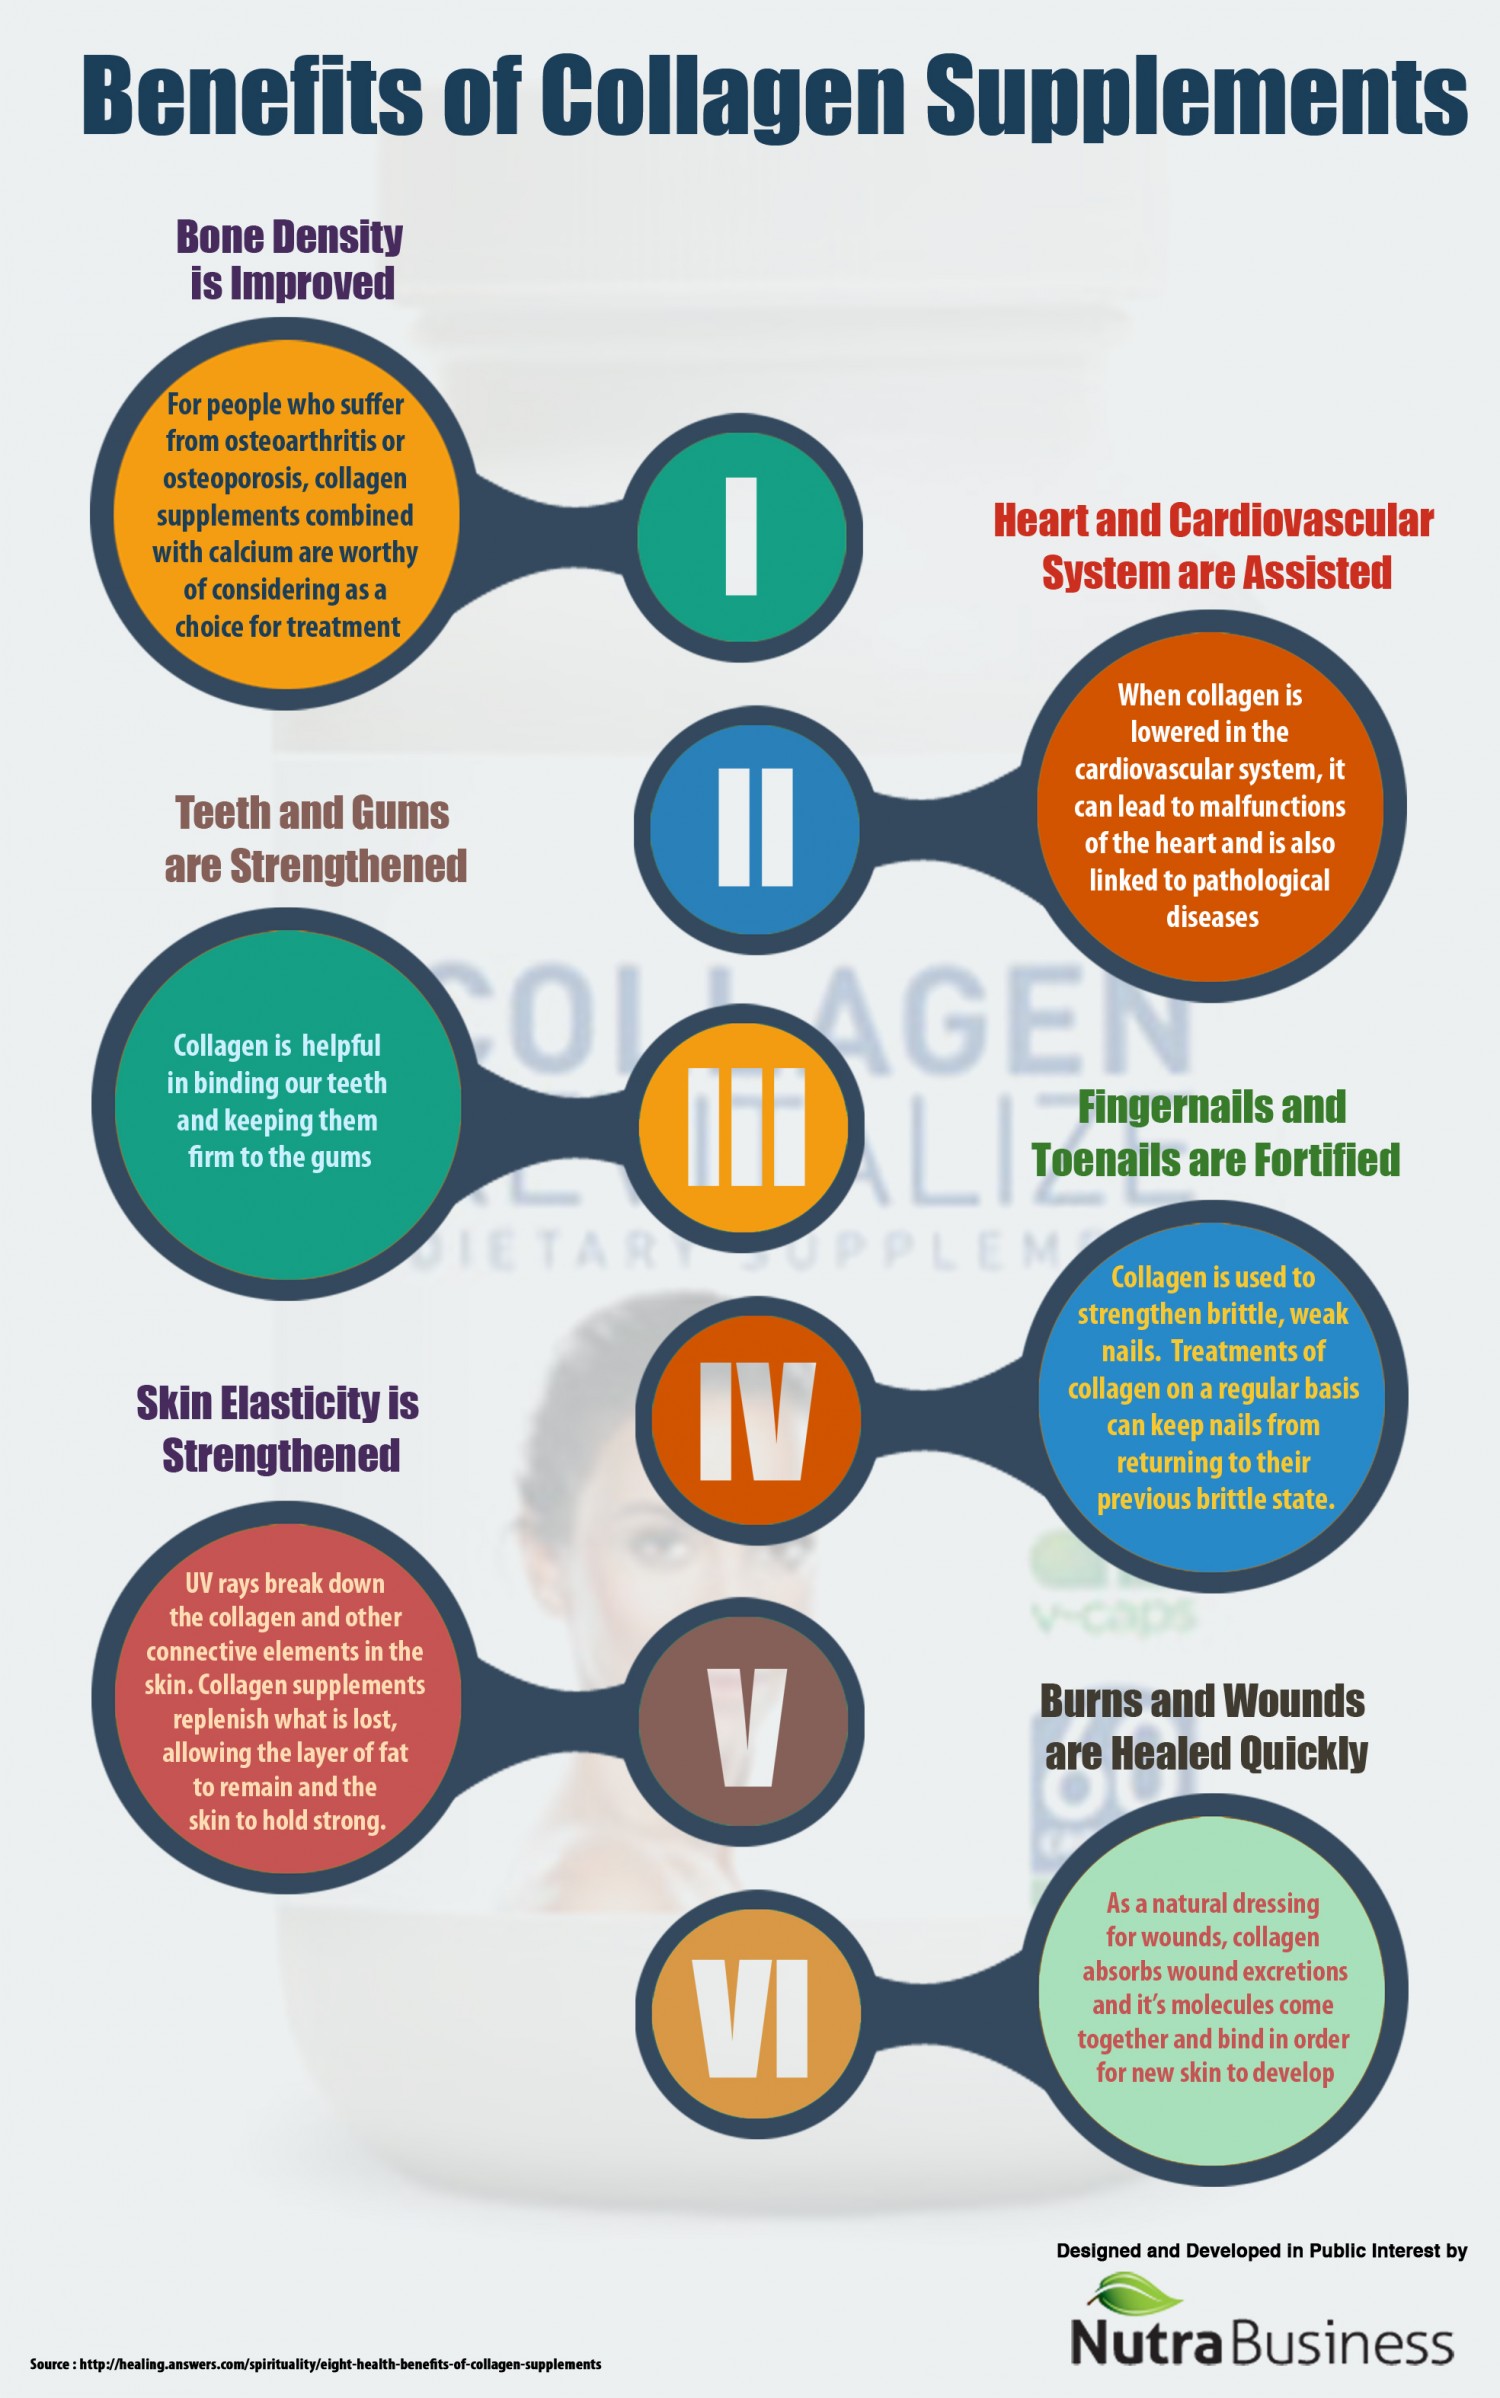 Benefits of Collagen Supplements
Bone Density
is Improved
For people who suffer
from osteoarthritis or
osteoporosis, collagen
supplements combined
with calcium are worthy
of considering as a
choice for treatment
I
Heart and Cardiovascular
System are Assisted
When collagen is
lowered in the
cardiovascular system, it
can lead to malfunctions
of the heart and is also
linked to pathological
diseases
II
Teeth and Gums
are Strengthened
Collagen is  helpful
in binding our teeth
and keeping them
firm to the gums
III
Fingernails and
Toenails are Fortified
Collagen is used to
strengthen brittle, weak
nails.  Treatments of
collagen on a regular basis
can keep nails from
returning to their
previous brittle state.
IV
Skin Elasticity is
Strengthened
UV rays break down
the collagen and other
connective elements in the
skin. Collagen supplements
replenish what is lost,
allowing the layer of fat
to remain and the
skin to hold strong.
V
Burns and Wounds
are Healed Quickly
As a natural dressing
for wounds, collagen
absorbs wound excretions
and it's molecules come
together and bind in order
for new skin to develop
VI
COLLAGEN
DIETARY
v-caps
60
Designed and Developed in Public Interest by
NutraBusiness
Source : http://healing.answers.com/spirituality/eight-health-benefits-of-collagen-supplements